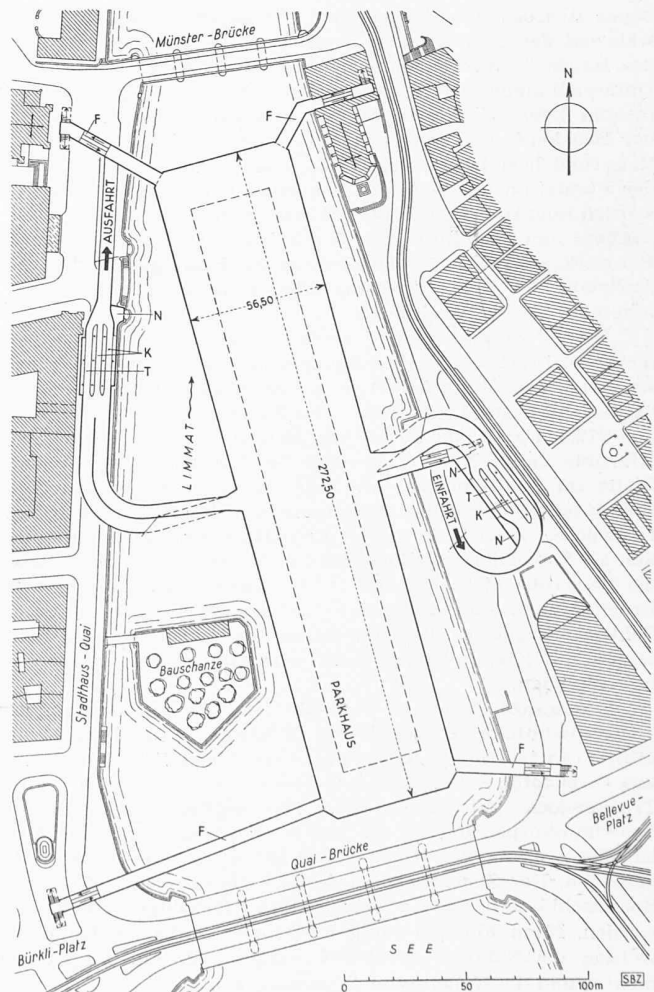 Münster-Brücke
N
F
F
AUSFAHRT
N
56,50
K
T
LIMMAT
272,50
N
T
EINFAHRT
K
N
Stadthaus-Quai
Bauschanze
PARKHAUS
F
Bellevue-
Platz
F
Quai-Brücke
Bürkli-Platz
SEE
0
50
100m
SBZ